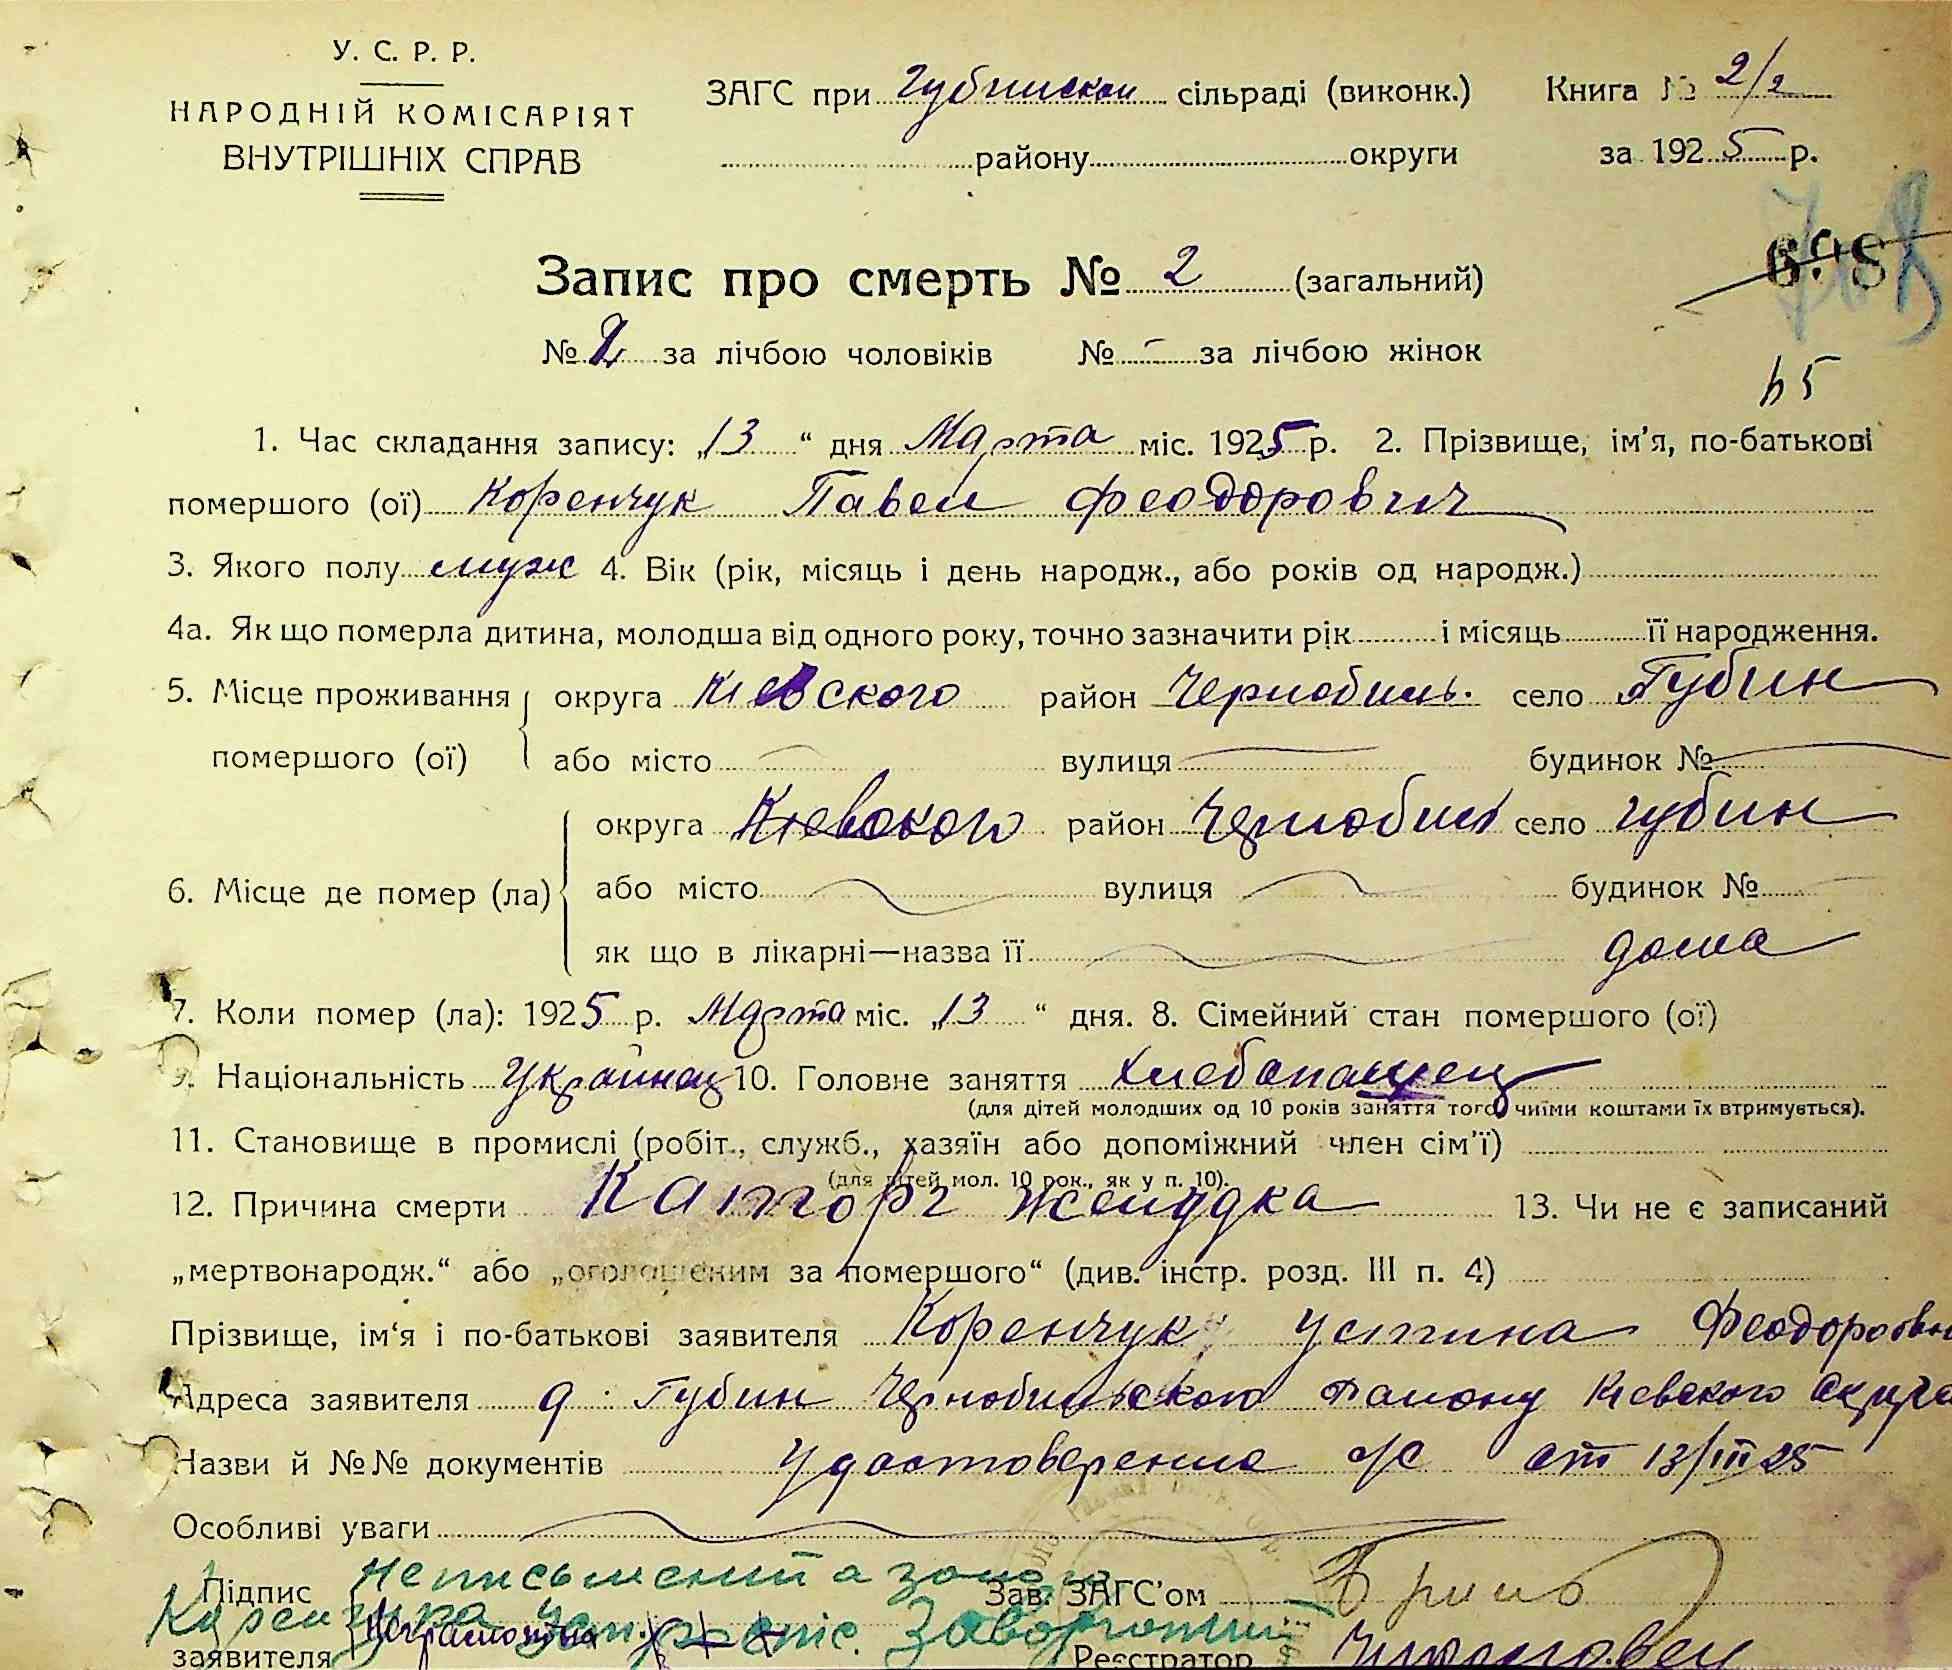 У. С. Р. Р.
НАРОДНІЙ КОМІСАРІЯТ
ВНУТРІШНІХ СПРАВ
ЗАГС при Губинской сільраді (виконк.) Книга № 2/2
району округи за 1925 р.
698
Запис про смерть № 2 (загальний)
№ 2 за лічбою чоловіків № - за лічбою жінок
1. Час складання запису: „13“ дня Марта міс. 1925 р. 2. Прізвище, ім’я, по-батькові
помершого (ої) Коренчук Павел Феодорович
3. Якого полу муж 4. Вік (рік, місяць і день народж., або років од народж.)
4а. Як що померла дитина, молодша від одного року, точно зазначити рік і місяць її народження.
5. Місце проживання помершого (ої) округа Киевского район Чернобиль. село Губин
або місто вулиця будинок №
6. Місце де помер (ла) округа Киевского район Чернобил село Губин
або місто вулиця будинок №
як що в лікарні—назва її дома
7. Коли помер (ла): 1925 р. Марта міс. „13“ дня. 8. Сімейний стан помершого (ої)
9. Національність Украинец 10. Головне заняття Хлебопашец
(для дітей молодших од 10 років заняття того, чиїми коштами їх втримується).
11. Становище в промислі (робіт., служб., хазяїн або допоміжний член сім’ї)
(для дітей мол. 10 рок., як у п. 10).
12. Причина смерти Катторг желудка 13. Чи не є записаний
„мертвонародж.“ або „оголошеним за помершого“ (див. інстр. розд. III п. 4)
Прізвище, ім‘я і по-батькові заявителя Коренчук Устина Феодоровн
Адреса заявителя д. Губин Чернобильского району Киевского Округа
Назви й №№ документів Удостоверение с/с от 13/III 25
Особливі уваги
Неписьменний а
Підпис заявителя Неграмотна Зав. ЗАГС’ом
Реєстратор